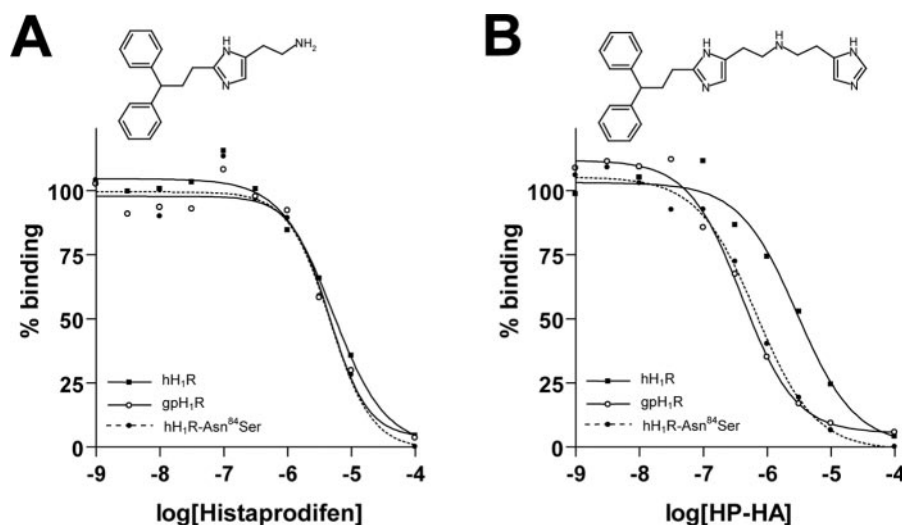 A
H
N
NH₂
N
% binding
100
75
50
25
0
hH₁R
gpH₁R
hH₁R-Asn⁸⁴Ser
-9 -8 -7 -6 -5 -4
log[Histaprodifen]
B
H
N
H
N
H
N
N
N
% binding
100
75
50
25
0
hH₁R
gpH₁R
hH₁R-Asn⁸⁴Ser
-9 -8 -7 -6 -5 -4
log[HP-HA]